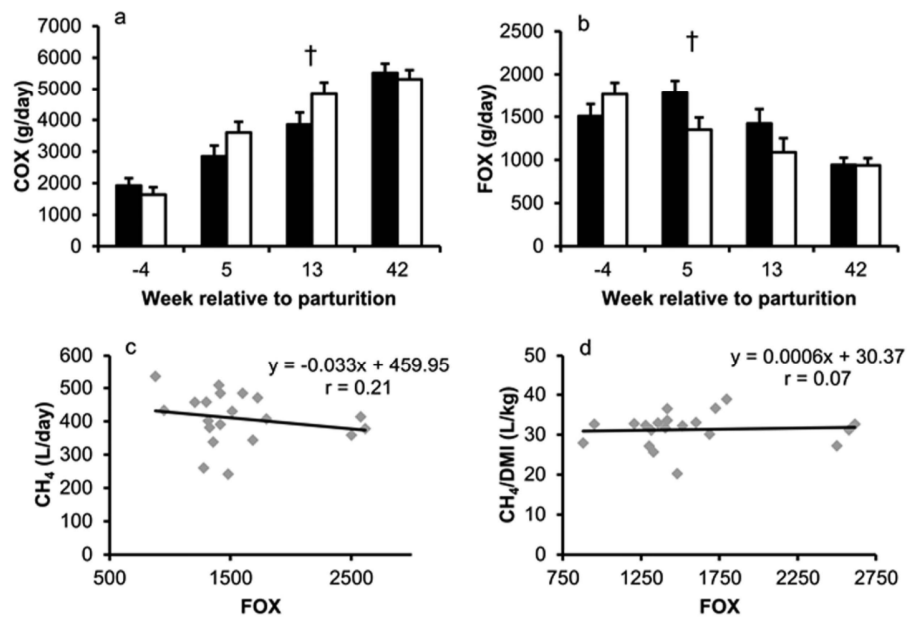 a
COX (g/day)
7000
6000
5000
4000
3000
2000
1000
0
†
-4 5 13 42
Week relative to parturition
b
FOX (g/day)
2500
2000
1500
1000
500
0
†
-4 5 13 42
Week relative to parturition
c
y = -0.033x + 459.95
r = 0.21
CH₄ (L/day)
600
500
400
300
200
100
0
500 1500 2500
FOX
d
y = 0.0006x + 30.37
r = 0.07
CH₄/DMI (L/kg)
50
40
30
20
10
0
750 1250 1750 2250 2750
FOX